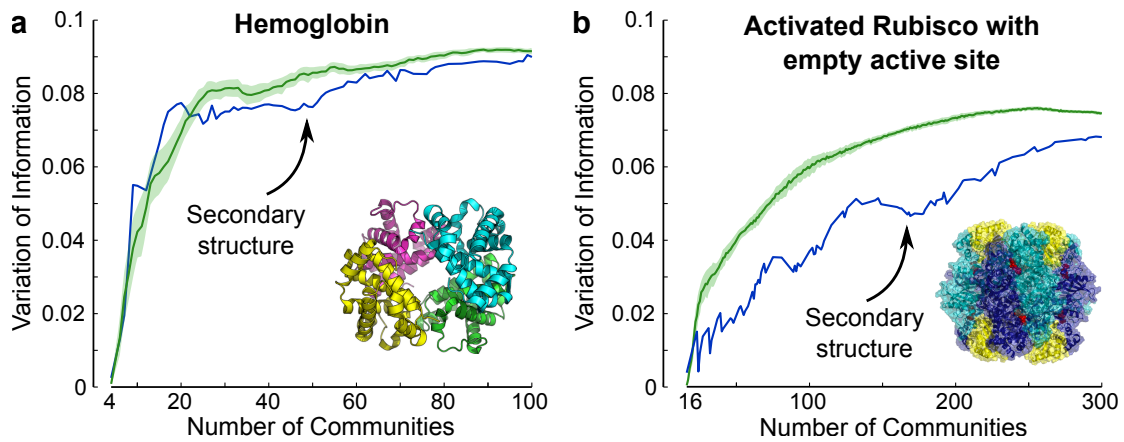 a
Hemoglobin
0.1
0.08
0.06
0.04
0.02
0
Variation of Information
Secondary
structure
4
20
40
60
80
100
Number of Communities
b
Activated Rubisco with
empty active site
0.1
0.08
0.06
0.04
0.02
0
Variation of Information
Secondary
structure
16
100
200
300
Number of Communities